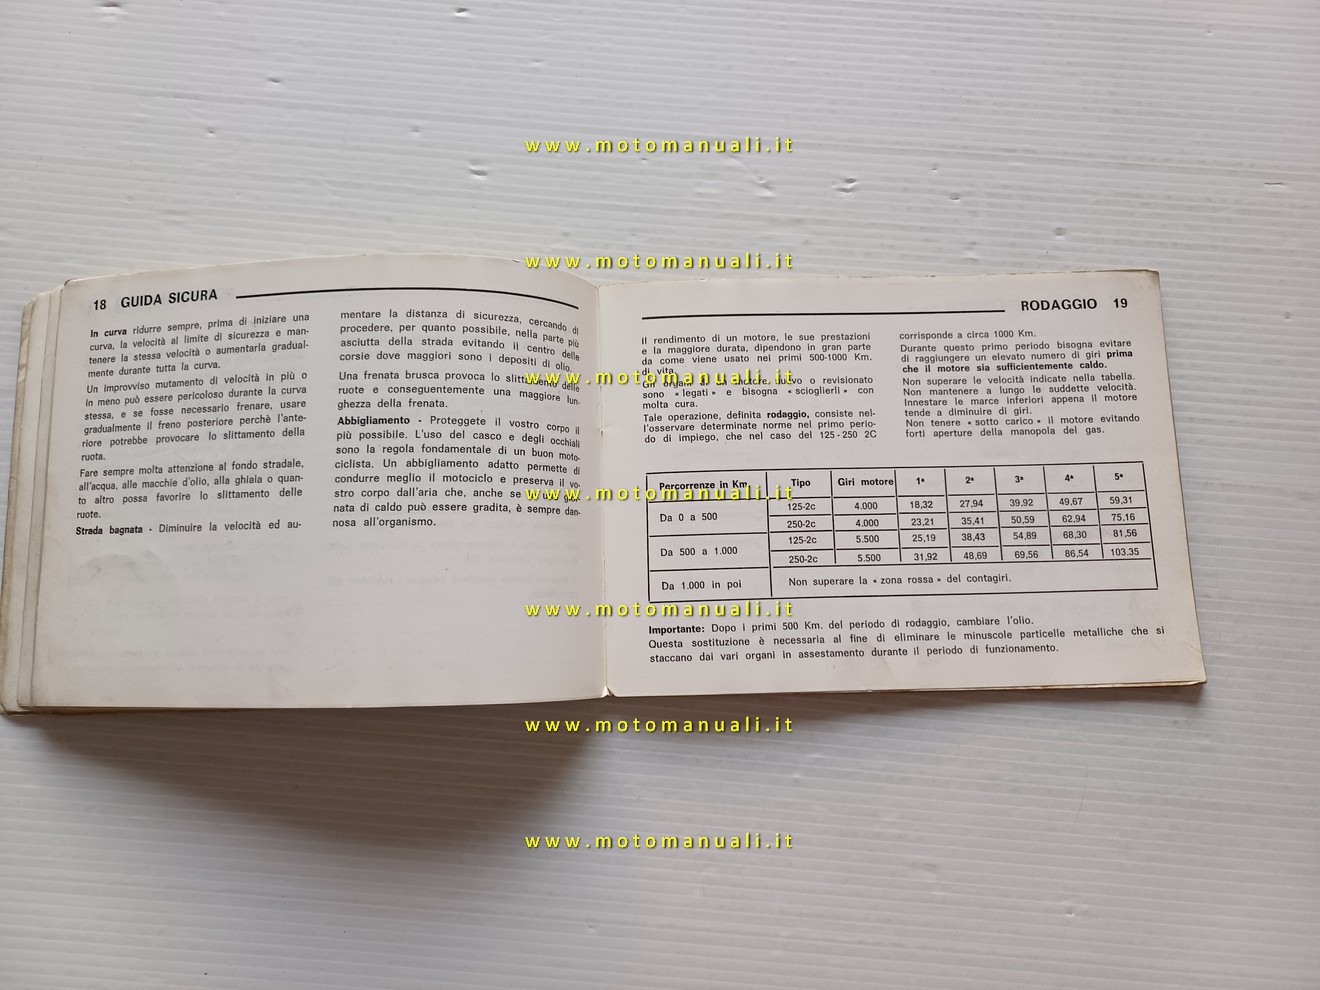 www.motomanuali.it
www.motomanuali.it
18 GUIDA SICURA
In curva ridurre sempre, prima di iniziare una
curva, la velocità al limite di sicurezza e man-
tenere la stessa velocità o aumentarla gradual-
mente durante tutta la curva.
Un improvviso mutamento di velocità in più o
in meno può essere pericoloso durante la curva
stessa, e se fosse necessario frenare, usare
gradualmente il freno posteriore perchè l'ante-
riore potrebbe provocare lo slittamento della
ruota.
Fare sempre molta attenzione al fondo stradale,
all'acqua, alle macchie d'olio, alla ghiaia o quan-
to altro possa favorire lo slittamento delle
ruote.
Strada bagnata - Diminuire la velocità ed au-
mentare la distanza di sicurezza, cercando di
procedere, per quanto possibile, nella parte più
asciutta della strada evitando il centro delle
corsie dove maggiori sono i depositi di olio.
Una frenata brusca provoca lo slittamento delle
ruote e conseguentemente una maggiore lun-
ghezza della frenata.
Abbigliamento - Proteggete il vostro corpo il
più possibile. L'uso del casco e degli occhiali
sono la regola fondamentale di un buon moto-
ciclista. Un abbigliamento adatto permette di
condurre meglio il motociclo e preserva il vo-
stro corpo dall'aria che, anche se
nata di caldo può essere gradita, è sempre dan-
nosa all'organismo.
RODAGGIO 19
Il rendimento di un motore, le sue prestazioni
e la maggiore durata, dipendono in gran parte
da come viene usato nei primi 500-1000 Km.
di vita.
Gli organi di un motore nuovo o revisionato
sono « legati » e bisogna « scioglierli » con
molta cura.
Tale operazione, definita rodaggio, consiste nel-
l'osservare determinate norme nel primo perio-
do di impiego, che nel caso del 125-250 2C
corrisponde a circa 1000 Km.
Durante questo primo periodo bisogna evitare
di raggiungere un elevato numero di giri prima
che il motore sia sufficientemente caldo.
Non superare le velocità indicate nella tabella.
Non mantenere a lungo le suddette velocità.
Innestare le marce inferiori appena il motore
tende a diminuire di giri.
Non tenere « sotto carico » il motore evitando
forti aperture della manopola del gas.
Percorrenze in Km. Tipo Giri motore 1ª 2ª 3ª 4ª 5ª
Da 0 a 500 125-2c 4.000 18,32 27,94 39,92 49,67 59,31
250-2c 4.000 23,21 35,41 50,59 62,94 75,16
Da 500 a 1.000 125-2c 5.500 25,19 38,43 54,89 68,30 81,56
250-2c 5.500 31,92 48,69 69,56 86,54 103,35
Da 1.000 in poi Non superare la « zona rossa » del contagiri.
Importante: Dopo i primi 500 Km. del periodo di rodaggio, cambiare l'olio.
Questa sostituzione è necessaria al fine di eliminare le minuscole particelle metalliche che si
staccano dai vari organi in assestamento durante il periodo di funzionamento.
www.motomanuali.it
www.motomanuali.it
www.motomanuali.it
www.motomanuali.it
www.motomanuali.it